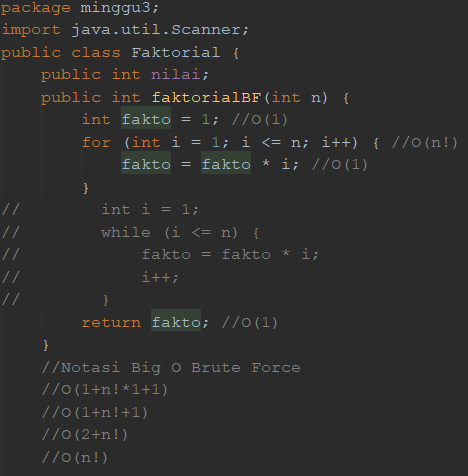 package minggu3;
import java.util.Scanner;
public class Faktorial {
    public int nilai;
    public int faktorialBF(int n) {
        int fakto = 1; //O(1)
        for (int i = 1; i <= n; i++) { //O(n!)
            fakto = fakto * i; //O(1)
        }
//        int i = 1;
//        while (i <= n) {
//            fakto = fakto * i;
//            i++;
//        }
        return fakto; //O(1)
    }
    //Notasi Big O Brute Force
    //O(1+n!*1+1)
    //O(1+n!+1)
    //O(2+n!)
    //O(n!)